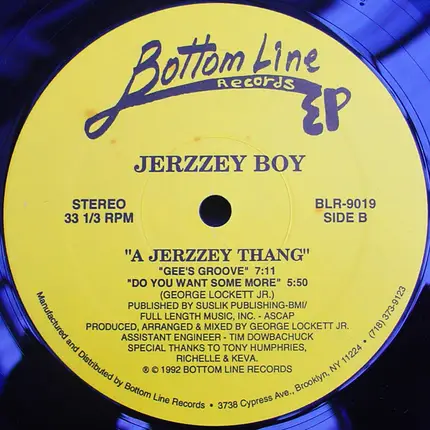 Bottom Line
Records
EP
JERZZEY BOY
STEREO
33 1/3 RPM
BLR-9019
SIDE B
"A JERZZEY THANG"
"GEE'S GROOVE" 7:11
"DO YOU WANT SOME MORE" 5:50
(GEORGE LOCKETT JR.)
PUBLISHED BY SUSLIK PUBLISHING-BMI/
FULL LENGTH MUSIC, INC. - ASCAP
PRODUCED, ARRANGED & MIXED BY GEORGE LOCKETT JR.
ASSISTANT ENGINEER - TIM DOWBACHUCK
SPECIAL THANKS TO TONY HUMPHRIES,
RICHELLE & KEVA.
℗ © 1992 BOTTOM LINE RECORDS
Manufactured and Distributed by Bottom Line Records • 3738 Cypress Ave., Brooklyn, NY 11224 • (718) 373-9123